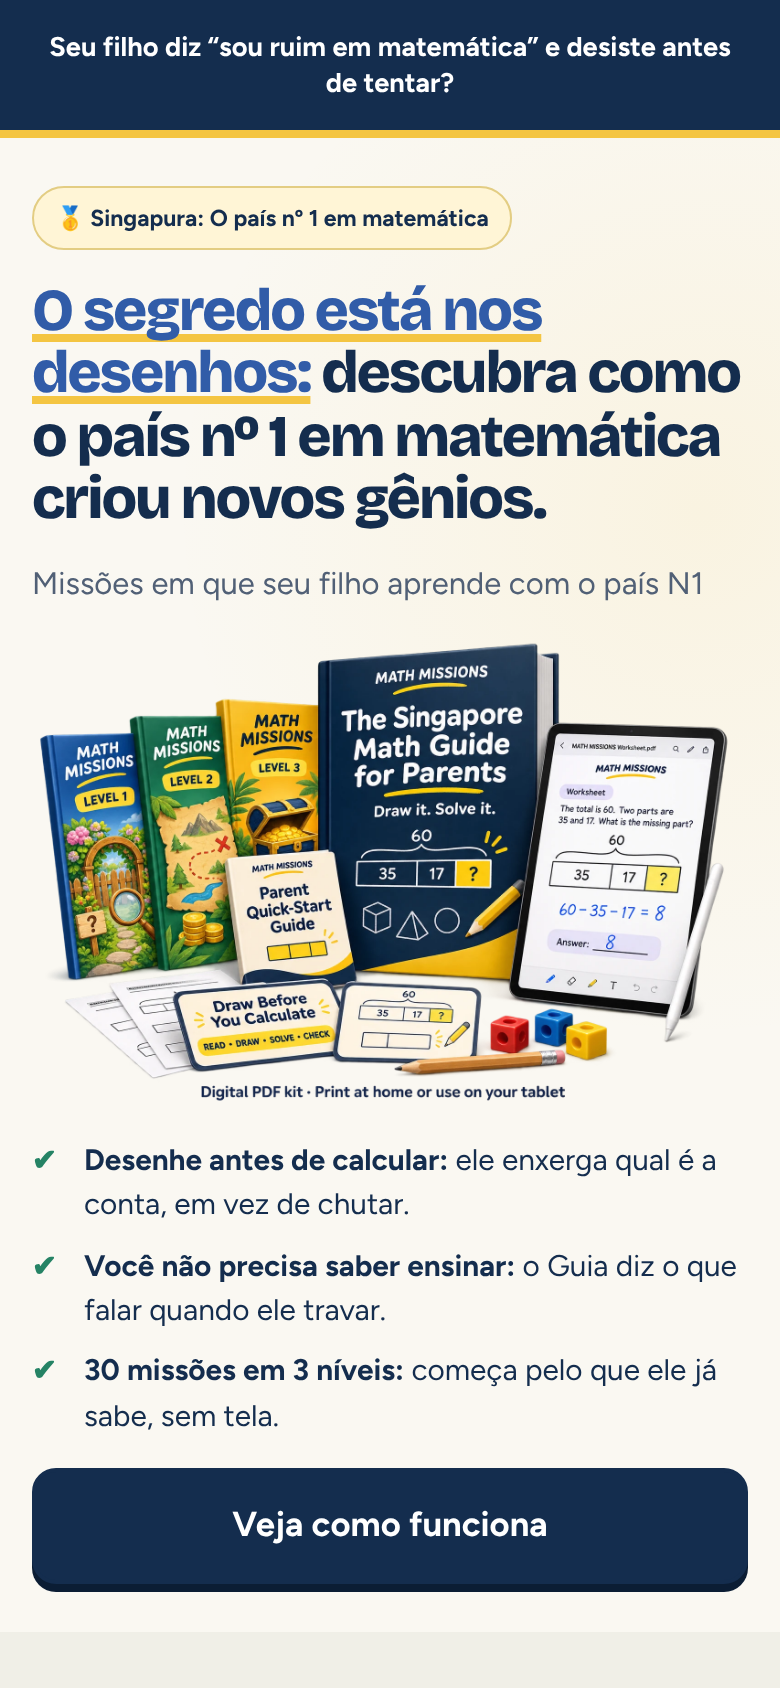 Seu filho diz “sou ruim em matemática” e desiste antes
de tentar?
🥇 Singapura: O país nº 1 em matemática
O segredo está nos
desenhos: descubra como
o país nº 1 em matemática
criou novos gênios.
Missões em que seu filho aprende com o país N1
MATH
MISSIONS
LEVEL 1
?
MATH
MISSIONS
LEVEL 2
MATH
MISSIONS
LEVEL 3
MATH MISSIONS
Parent
Quick-Start
Guide
MATH MISSIONS
The Singapore
Math Guide
for Parents
Draw it. Solve it.
60
35 17 ?
MATH MISSIONS Worksheet.pdf
MATH MISSIONS
Worksheet
The total is 60. Two parts are
35 and 17. What is the missing part?
60
35 17 ?
60 - 35 - 17 = 8
Answer: 8
T
Draw Before
You Calculate
READ • DRAW • SOLVE • CHECK
60
35 17 ?
Digital PDF kit · Print at home or use on your tablet
✔ Desenhe antes de calcular: ele enxerga qual é a
conta, em vez de chutar.
✔ Você não precisa saber ensinar: o Guia diz o que
falar quando ele travar.
✔ 30 missões em 3 níveis: começa pelo que ele já
sabe, sem tela.
Veja como funciona